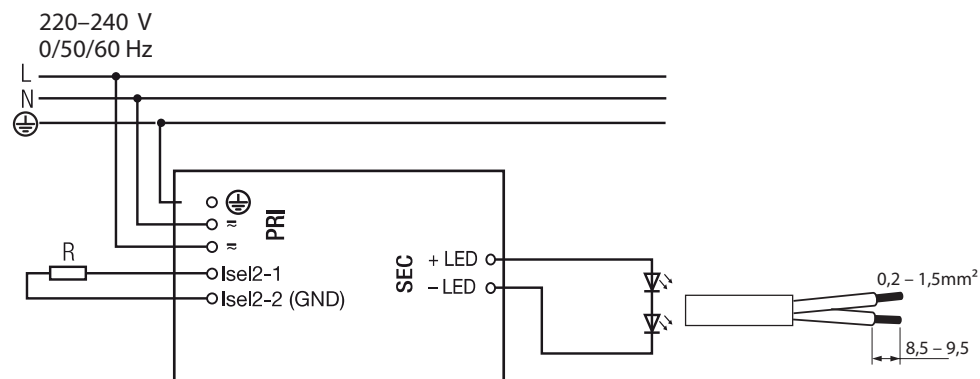 220–240 V
0/50/60 Hz
L
N
PRI
≂
≂
R
Isel2-1
Isel2-2 (GND)
SEC
+ LED
– LED
0,2 – 1,5mm²
8,5 – 9,5